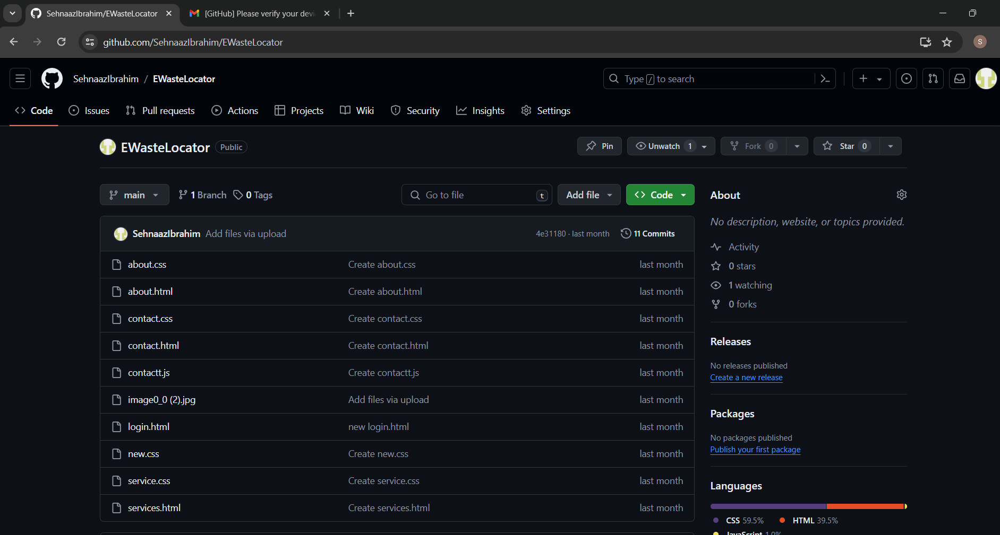 SehnaazIbrahim/EWasteLocator
[GitHub] Please verify your devi
github.com/SehnaazIbrahim/EWasteLocator
S
SehnaazIbrahim / EWasteLocator
Type / to search
Code Issues Pull requests Actions Projects Wiki Security Insights Settings
EWasteLocator Public
Pin Unwatch 1 Fork 0 Star 0
main 1 Branch 0 Tags Go to file t Add file Code
SehnaazIbrahim Add files via upload 4e31180 · last month 11 Commits
about.css Create about.css last month
about.html Create about.html last month
contact.css Create contact.css last month
contact.html Create contact.html last month
contactt.js Create contactt.js last month
image0_0 (2).jpg Add files via upload last month
login.html new login.html last month
new.css Create new.css last month
service.css Create service.css last month
services.html Create services.html last month
About
No description, website, or topics provided.
Activity
0 stars
1 watching
0 forks
Releases
No releases published
Create a new release
Packages
No packages published
Publish your first package
Languages
CSS 59.5% HTML 39.5%
JavaScript 1.0%